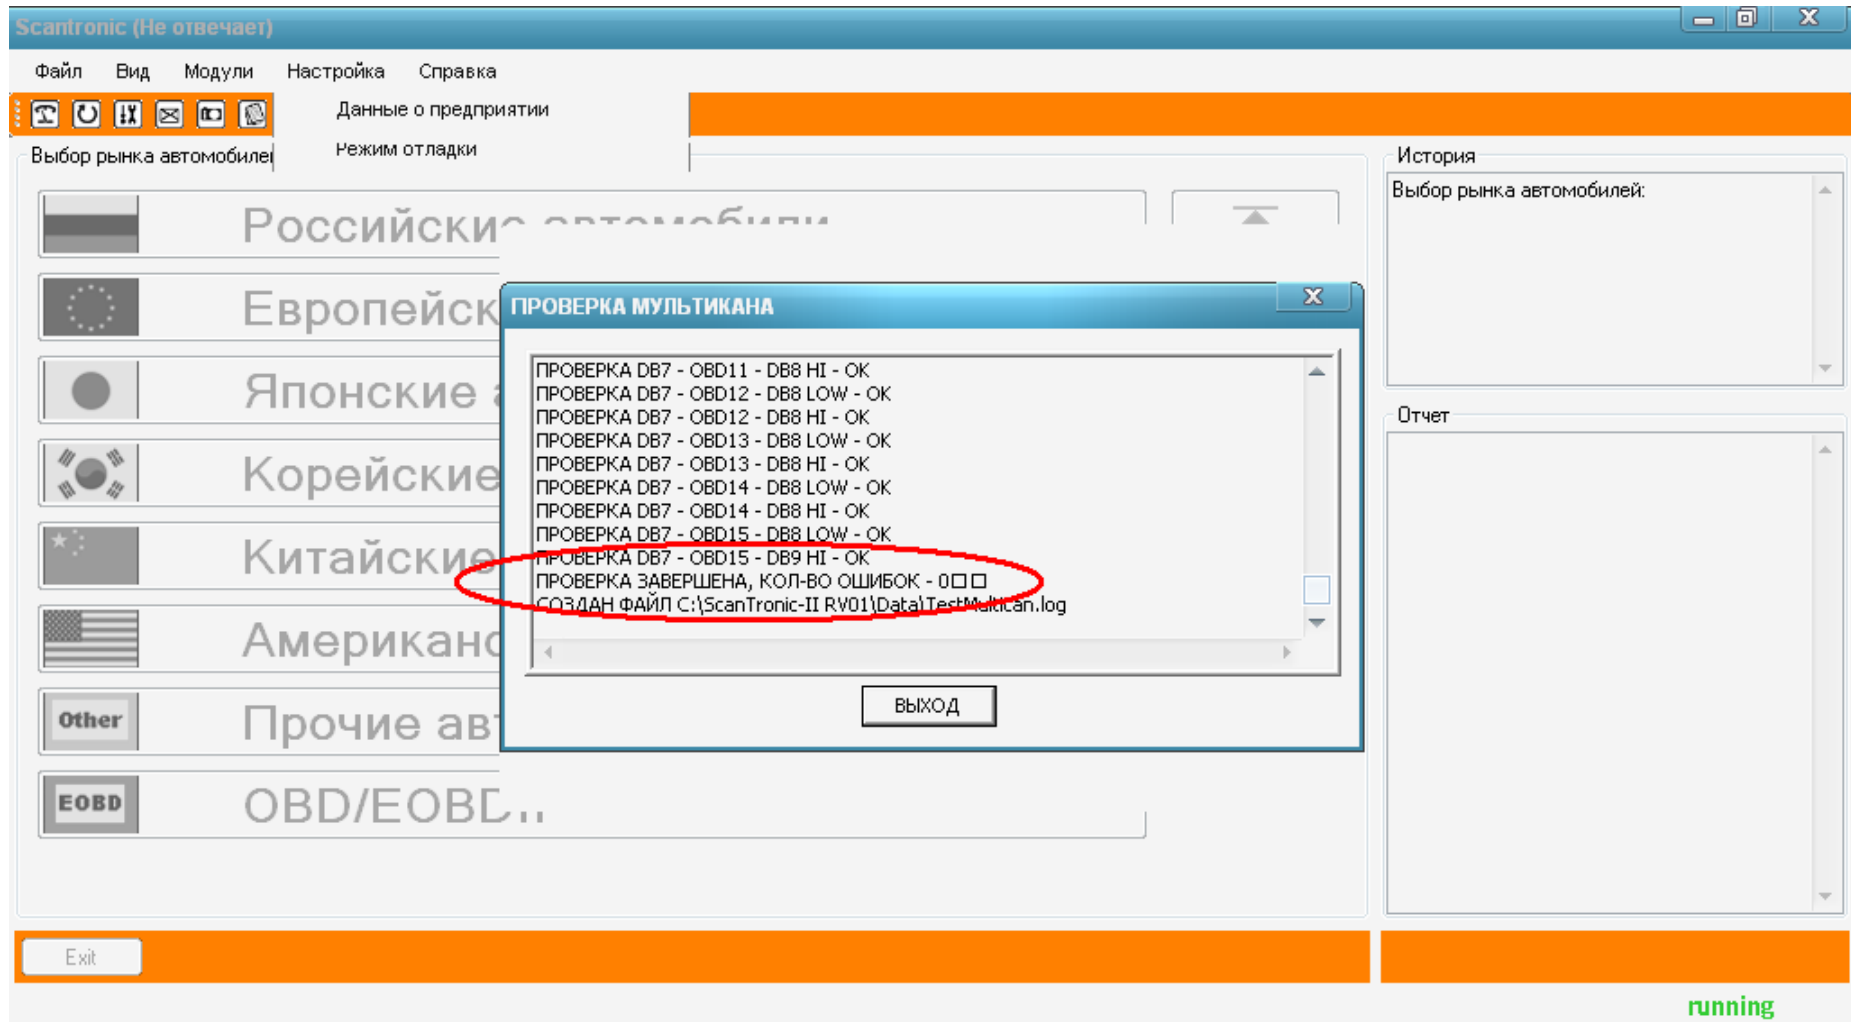 Scantronic (Не отвечает)
Файл Вид Модули Настройка Справка
Данные о предприятии
Режим отладки
Выбор рынка автомобилей
История
Выбор рынка автомобилей:
Российские автомобили
Европейск
ПРОВЕРКА МУЛЬТИКАНА
ПРОВЕРКА DB7 - OBD11 - DB8 HI - OK
ПРОВЕРКА DB7 - OBD12 - DB8 LOW - OK
ПРОВЕРКА DB7 - OBD12 - DB8 HI - OK
ПРОВЕРКА DB7 - OBD13 - DB8 LOW - OK
ПРОВЕРКА DB7 - OBD13 - DB8 HI - OK
ПРОВЕРКА DB7 - OBD14 - DB8 LOW - OK
ПРОВЕРКА DB7 - OBD14 - DB8 HI - OK
ПРОВЕРКА DB7 - OBD15 - DB8 LOW - OK
ПРОВЕРКА DB7 - OBD15 - DB9 HI - OK
ПРОВЕРКА ЗАВЕРШЕНА, КОЛ-ВО ОШИБОК - 0□□
СОЗДАН ФАЙЛ C:\ScanTronic-II RV01\Data\TestMultiCan.log
ВЫХОД
Японские
Корейские
Китайские
Американс
Other Прочие ав
EOBD OBD/EOBD
Отчет
Exit
running